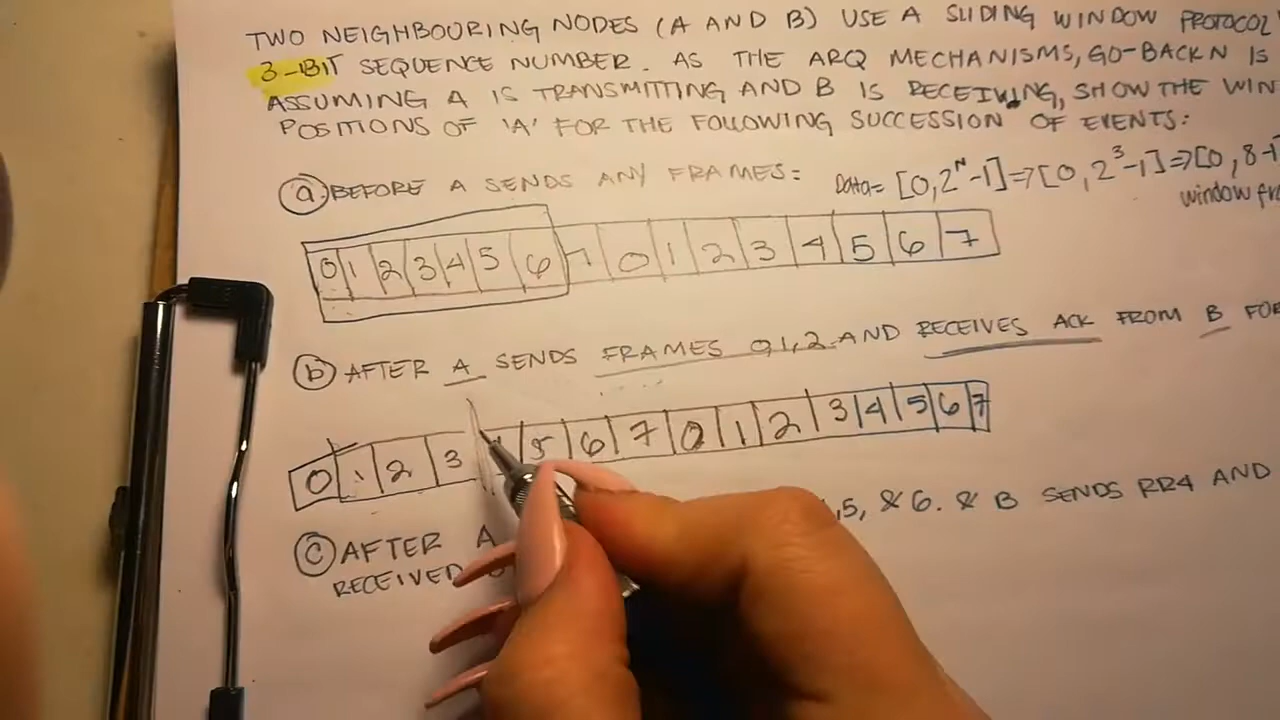 TWO NEIGHBOURING NODES (A AND B) USE A SLIDING WINDOW PROTOCOL
3-BIT SEQUENCE NUMBER. AS THE ARQ MECHANISMS, GO-BACKN IS
ASSUMING A IS TRANSMITTING AND B IS RECEIVING, SHOW THE WIN
POSITIONS OF 'A' FOR THE FOLLOWING SUCCESSION OF EVENTS:
(a) BEFORE A SENDS ANY FRAMES: Data= [0,2^N-1]⇒[0,2^3-1]⇒[0,8-1
window fr
0 1 2 3 4 5 6 7 0 1 2 3 4 5 6 7
(b) AFTER A SENDS FRAMES 0,1,2 AND RECEIVES ACK FROM B FOR
0 1 2 3 5 6 7 0 1 2 3 4 5 6 7
(c) AFTER A ,5, & 6. & B SENDS RR4 AND
RECEIVED